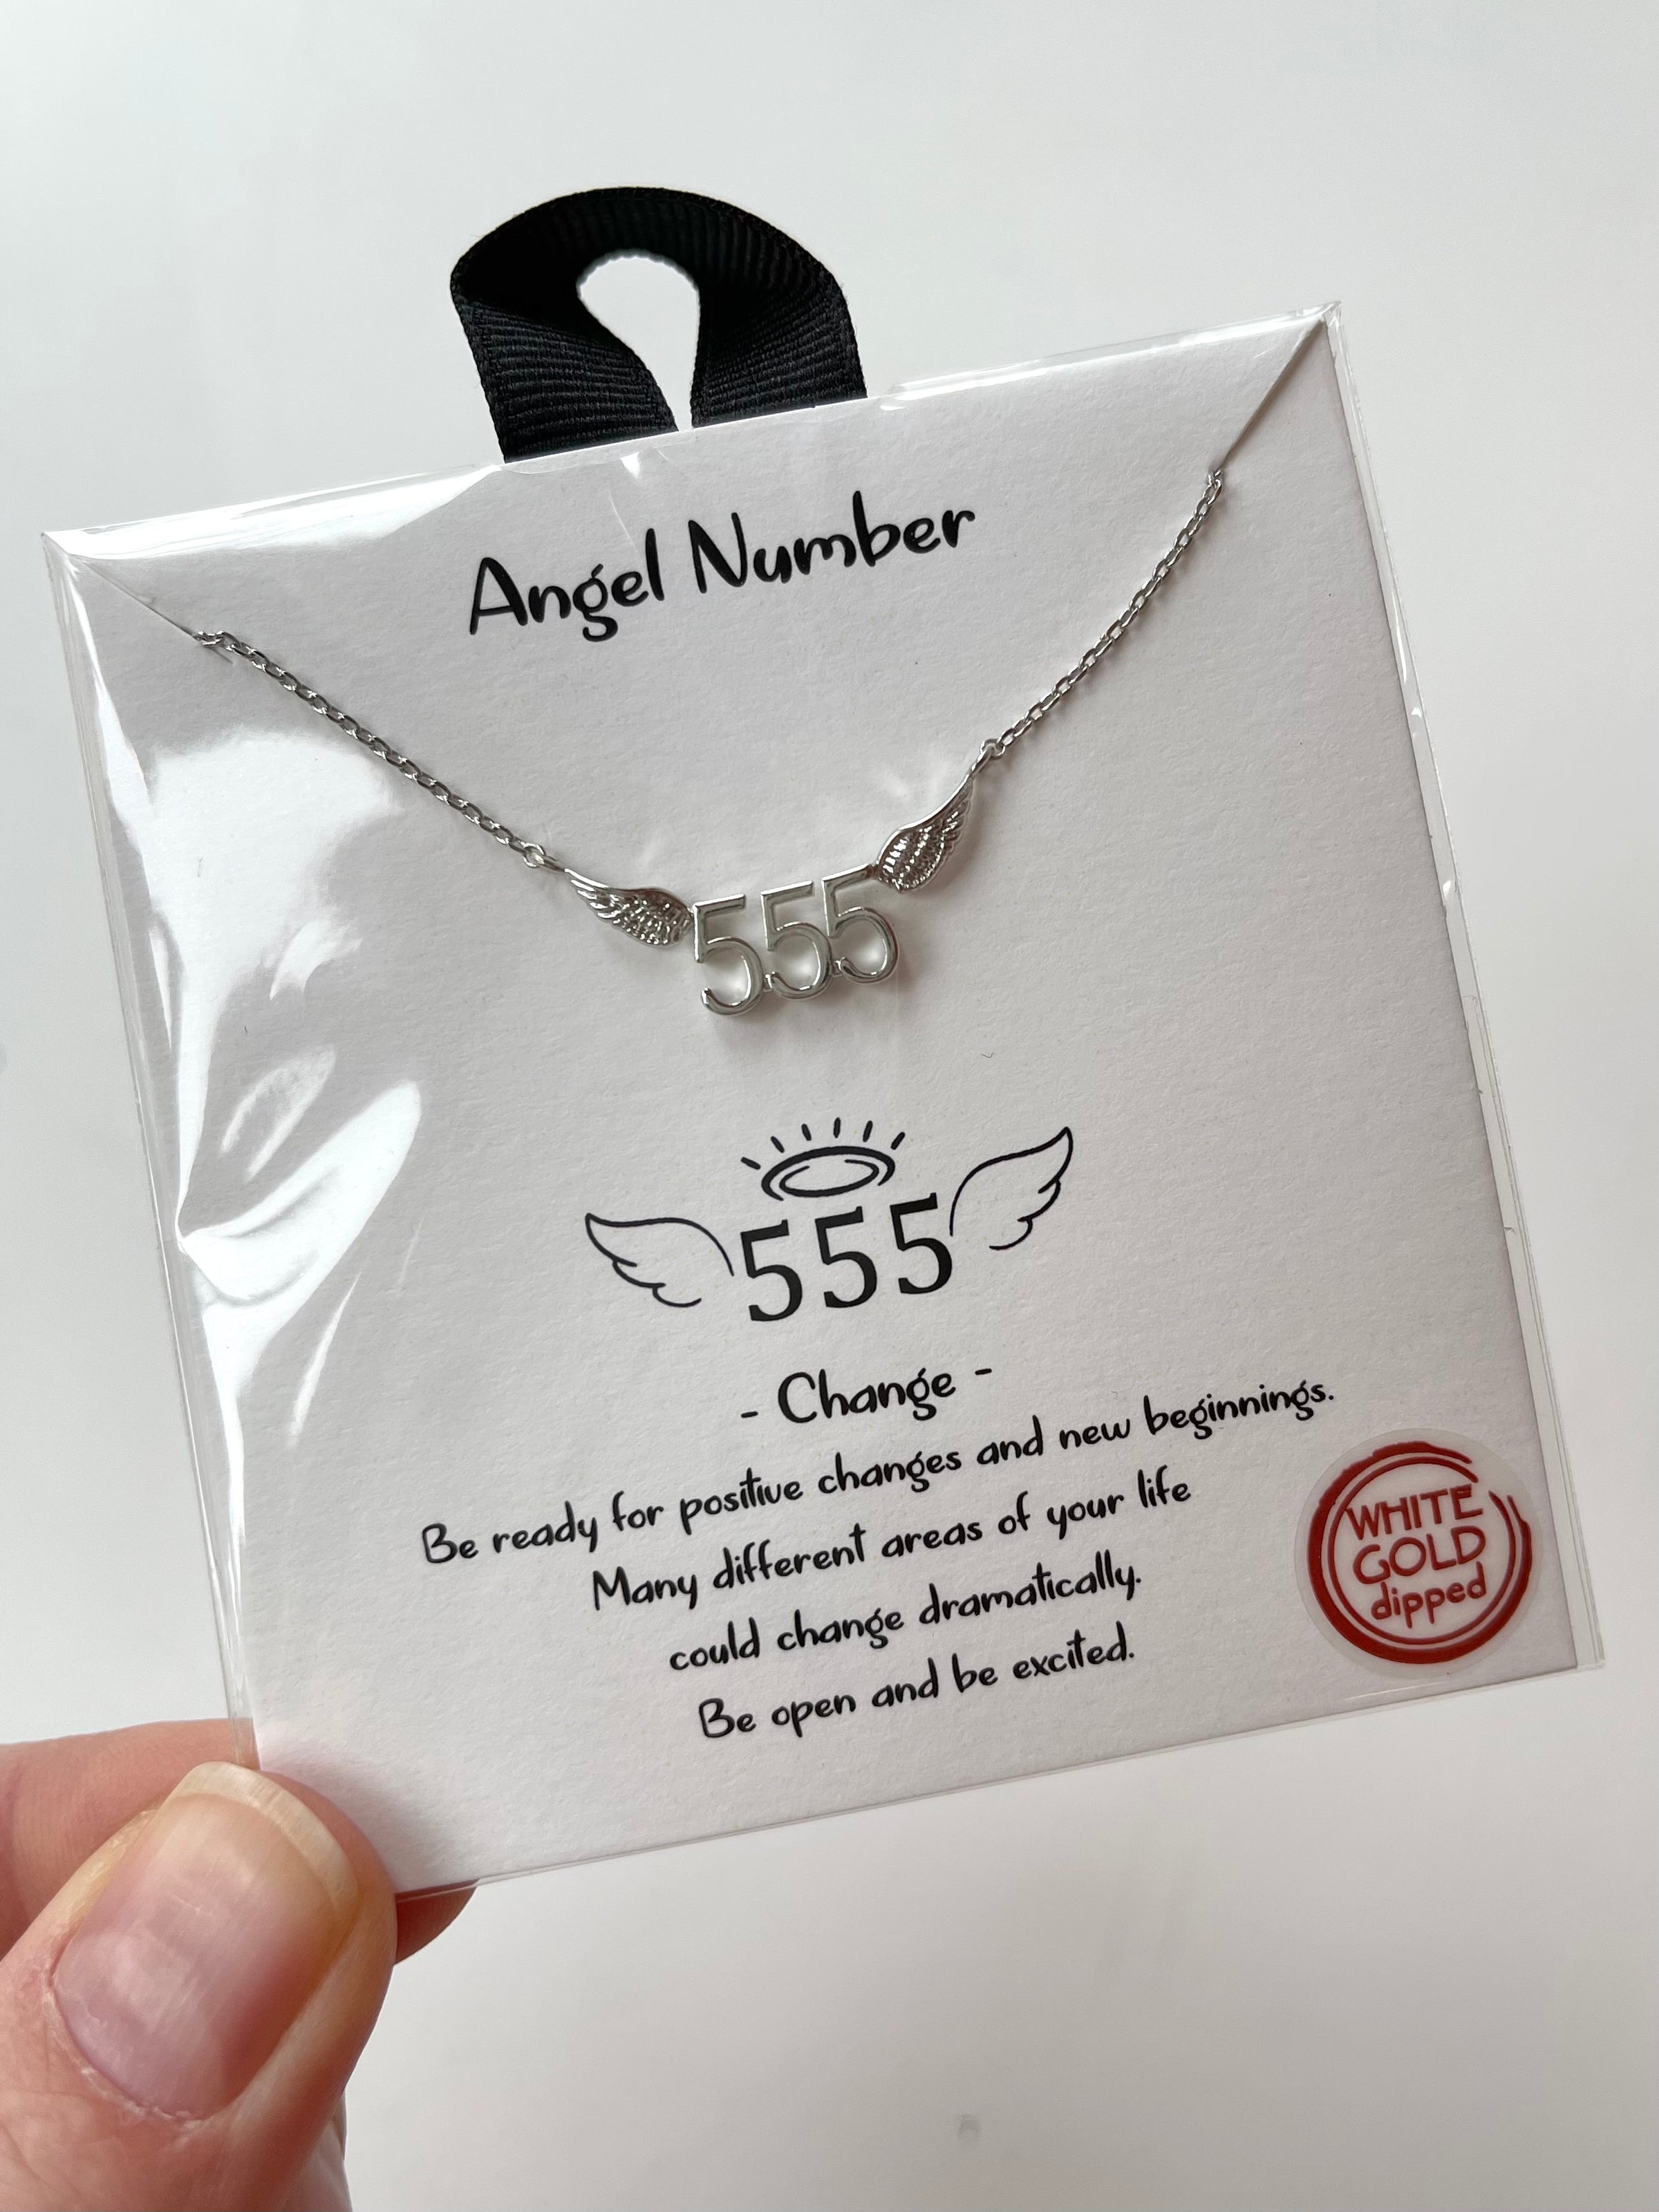 Angel Number
555
555
- Change -
Be ready for positive changes and new beginnings.
Many different areas of your life
could change dramatically.
Be open and be excited.
WHITE
GOLD
dipped